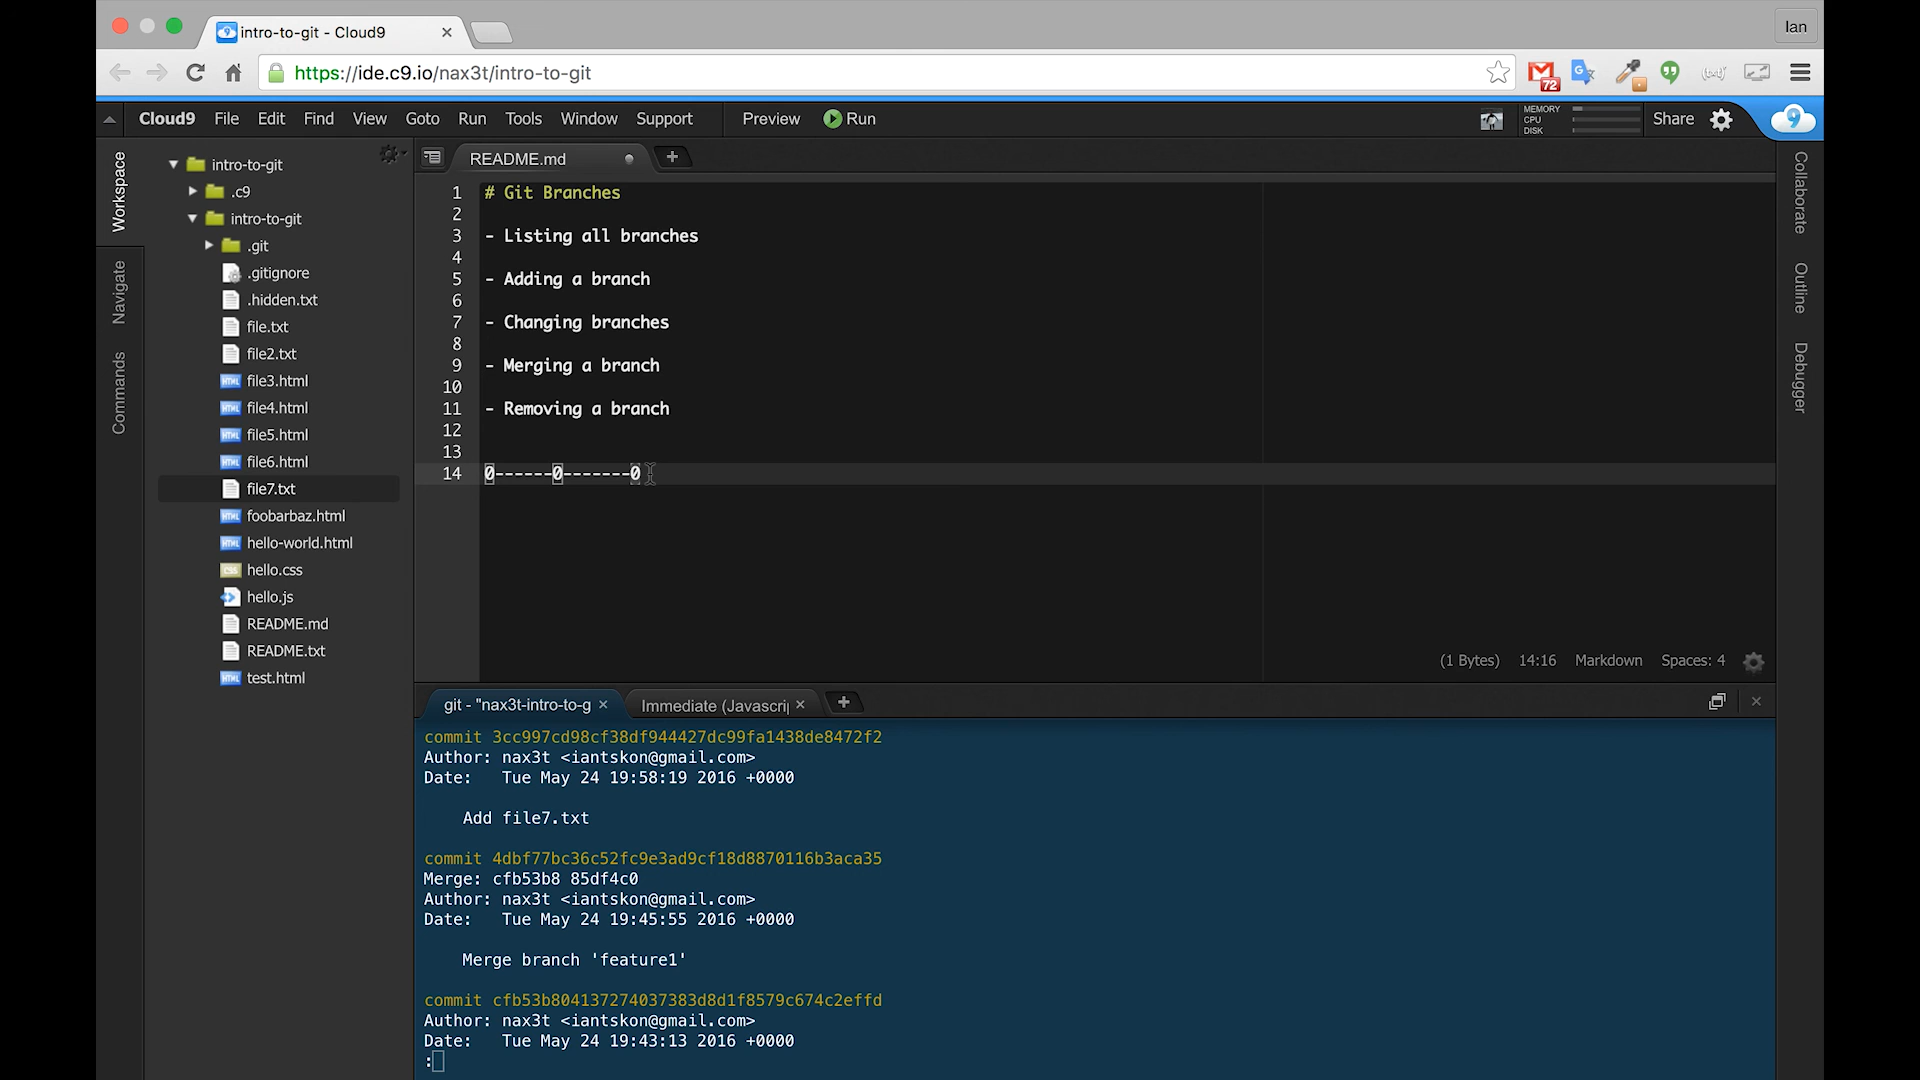 intro-to-git - Cloud9
Ian
https://ide.c9.io/nax3t/intro-to-git
72
Cloud9 File Edit Find View Goto Run Tools Window Support Preview Run
MEMORY
CPU
DISK
Share
Workspace
Navigate
Commands
intro-to-git
.c9
intro-to-git
.git
.gitignore
.hidden.txt
file.txt
file2.txt
file3.html
file4.html
file5.html
file6.html
file7.txt
foobarbaz.html
hello-world.html
hello.css
hello.js
README.md
README.txt
test.html
README.md
1 # Git Branches
2
3 - Listing all branches
4
5 - Adding a branch
6
7 - Changing branches
8
9 - Merging a branch
10
11 - Removing a branch
12
13
14 0------0-------0
(1 Bytes) 14:16 Markdown Spaces: 4
Collaborate
Outline
Debugger
git - "nax3t-intro-to-g
Immediate (Javascrip
commit 3cc997cd98cf38df944427dc99fa1438de8472f2
Author: nax3t <iantskon@gmail.com>
Date:   Tue May 24 19:58:19 2016 +0000
Add file7.txt
commit 4dbf77bc36c52fc9e3ad9cf18d8870116b3aca35
Merge: cfb53b8 85df4c0
Author: nax3t <iantskon@gmail.com>
Date:   Tue May 24 19:45:55 2016 +0000
Merge branch 'feature1'
commit cfb53b804137274037383d8d1f8579c674c2effd
Author: nax3t <iantskon@gmail.com>
Date:   Tue May 24 19:43:13 2016 +0000
: